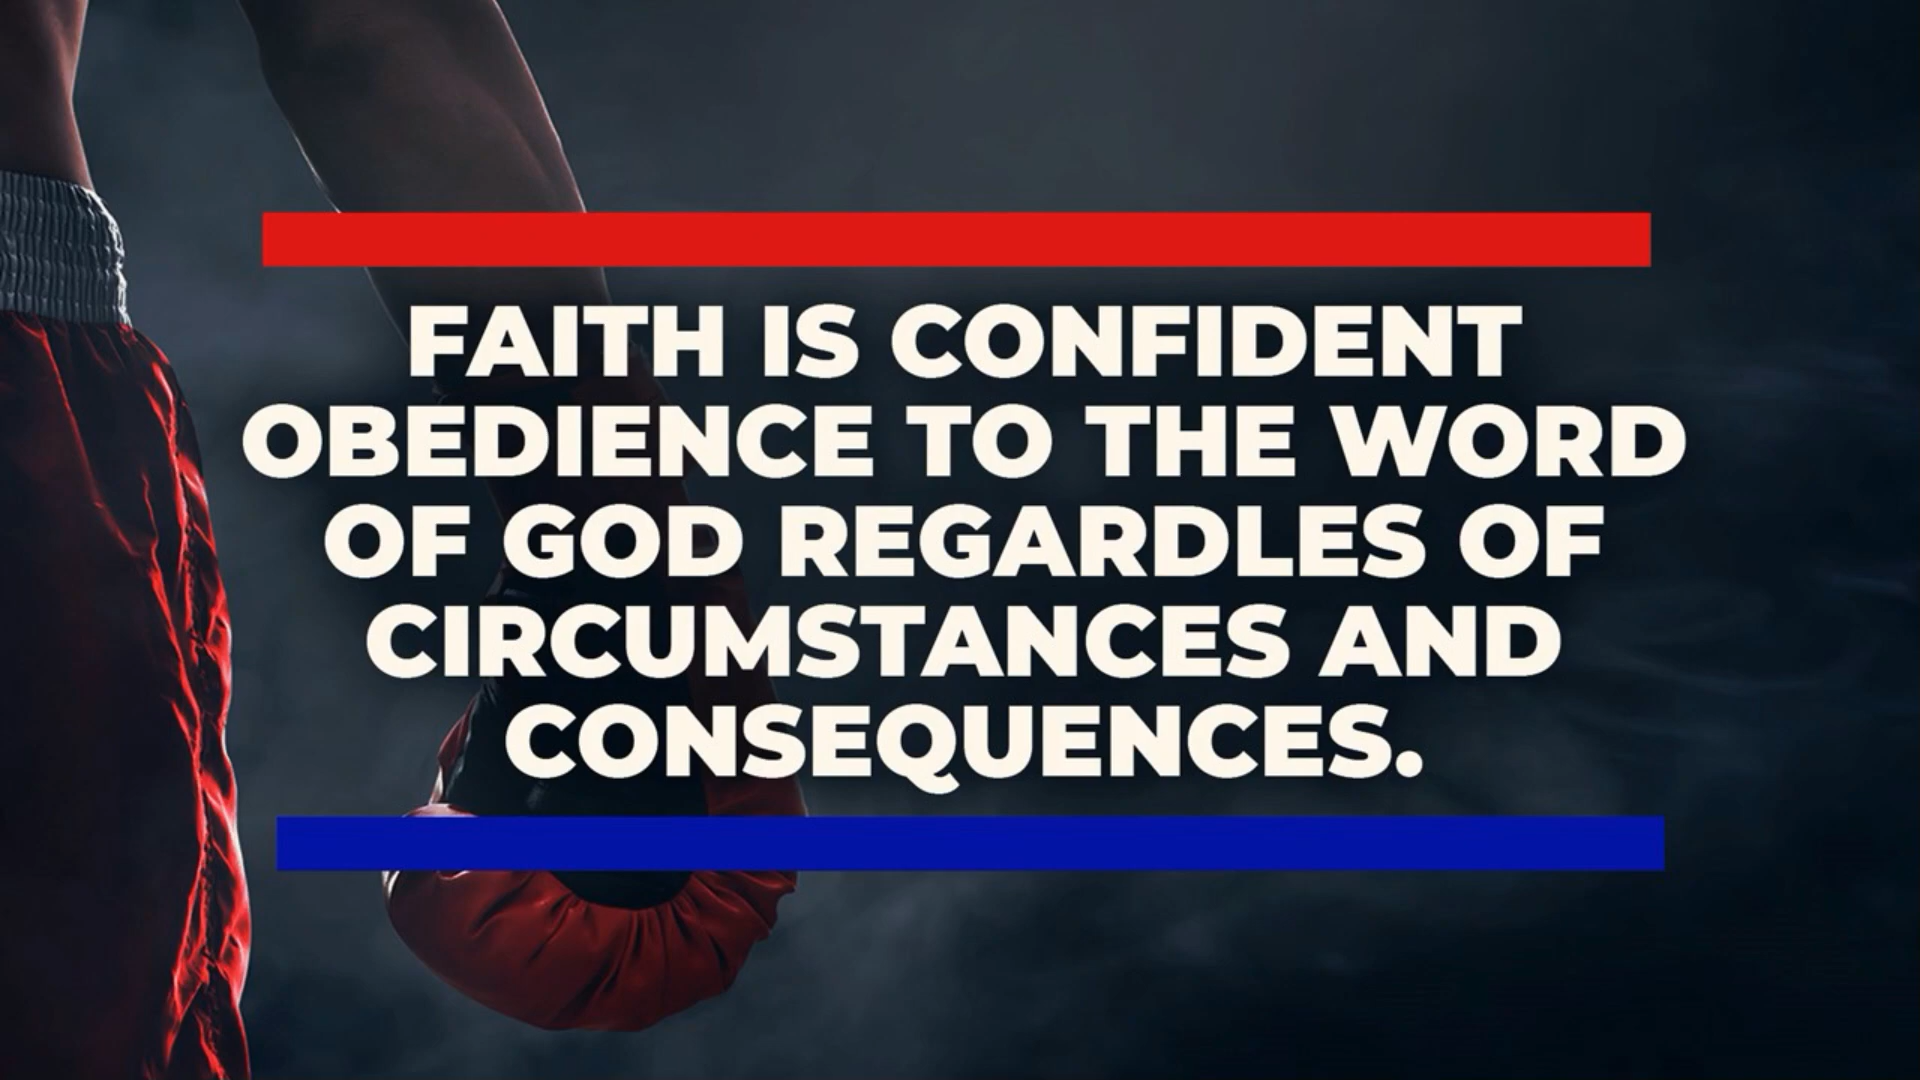 FAITH IS CONFIDENT
OBEDIENCE TO THE WORD
OF GOD REGARDLES OF
CIRCUMSTANCES AND
CONSEQUENCES.